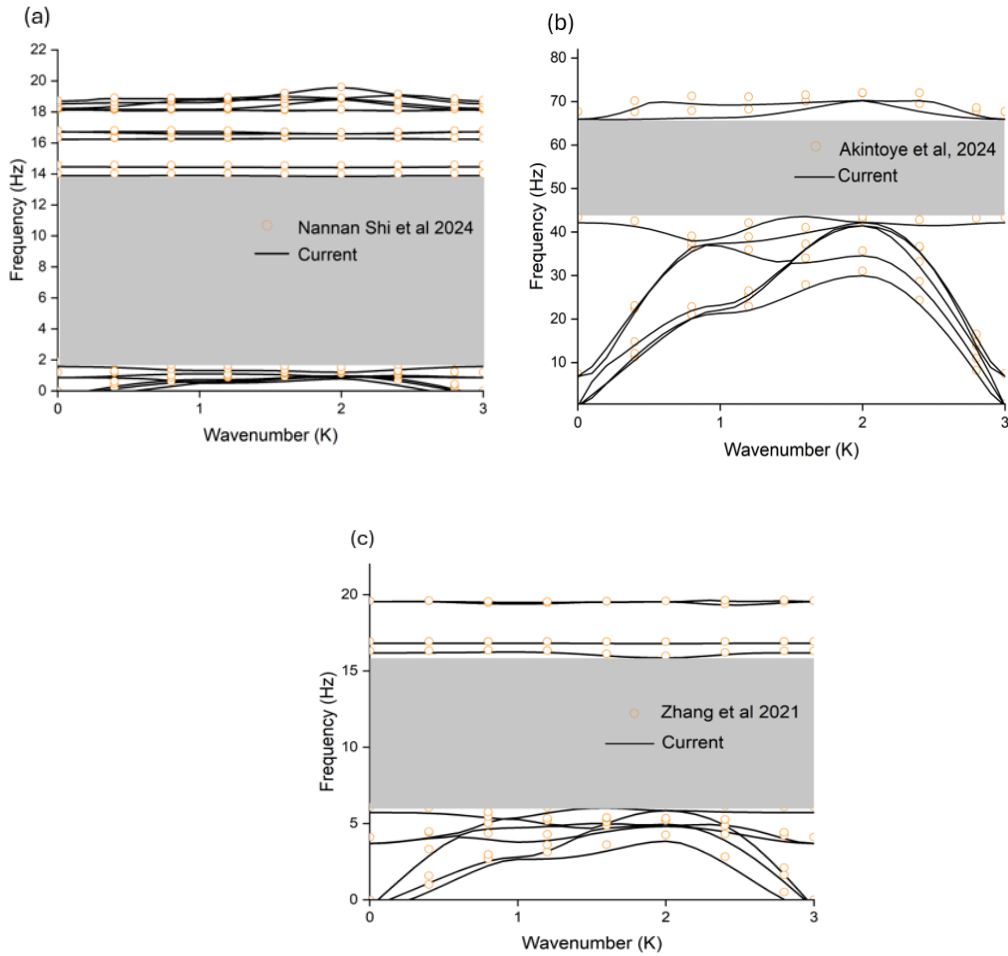 (a)
22
20
18
16
14
12
10
8
6
4
2
0
Frequency (Hz)
Nannan Shi et al 2024
Current
0 1 2 3
Wavenumber (K)
(b)
80
70
60
50
40
30
20
10
Frequency (Hz)
Akintoye et al, 2024
Current
0 1 2 3
Wavenumber (K)
(c)
20
15
10
5
0
Frequency (Hz)
Zhang et al 2021
Current
0 1 2 3
Wavenumber (K)